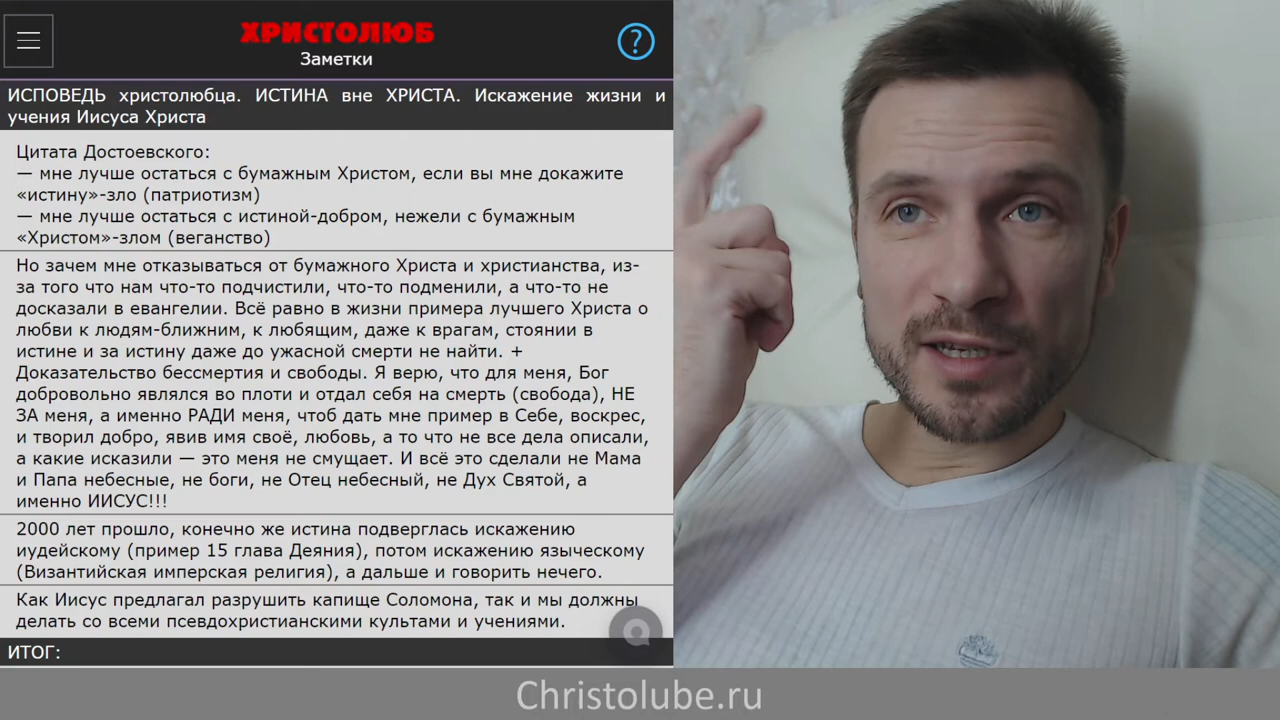 ХРИСТОЛЮБ
Заметки
ИСПОВЕДЬ христолюбца. ИСТИНА вне ХРИСТА. Искажение жизни и
учения Иисуса Христа
Цитата Достоевского:
— мне лучше остаться с бумажным Христом, если вы мне докажите
«истину»-зло (патриотизм)
— мне лучше остаться с истиной-добром, нежели с бумажным
«Христом»-злом (веганство)
Но зачем мне отказываться от бумажного Христа и христианства, из-
за того что нам что-то подчистили, что-то подменили, а что-то не
досказали в евангелии. Всё равно в жизни примера лучшего Христа о
любви к людям-ближним, к любящим, даже к врагам, стоянии в
истине и за истину даже до ужасной смерти не найти. +
Доказательство бессмертия и свободы. Я верю, что для меня, Бог
добровольно являлся во плоти и отдал себя на смерть (свобода), НЕ
ЗА меня, а именно РАДИ меня, чтоб дать мне пример в Себе, воскрес,
и творил добро, явив имя своё, любовь, а то что не все дела описали,
а какие исказили — это меня не смущает. И всё это сделали не Мама
и Папа небесные, не боги, не Отец небесный, не Дух Святой, а
именно ИИСУС!!!
2000 лет прошло, конечно же истина подверглась искажению
иудейскому (пример 15 глава Деяния), потом искажению языческому
(Византийская имперская религия), а дальше и говорить нечего.
Как Иисус предлагал разрушить капище Соломона, так и мы должны
делать со всеми псевдохристианскими культами и учениями.
ИТОГ:
Christolube.ru